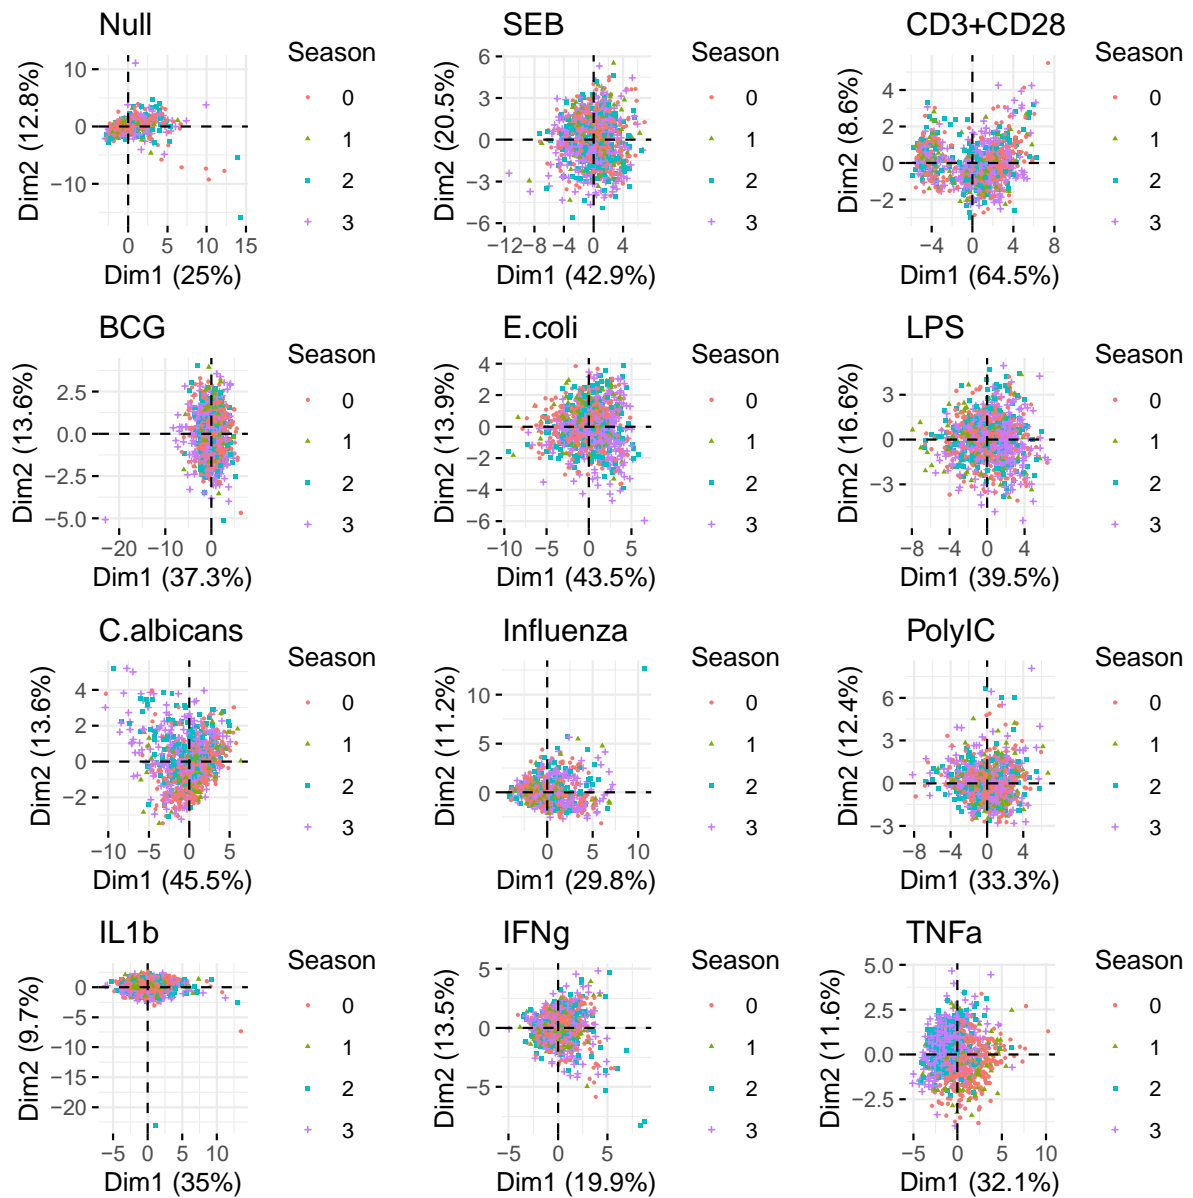 Null
Dim2 (12.8%)
10
0
−10
0 5 10 15
Dim1 (25%)
Season
0
1
2
3
SEB
Dim2 (20.5%)
6
3
0
−3
−6
−12 −8 −4 0 4
Dim1 (42.9%)
Season
0
1
2
3
CD3+CD28
Dim2 (8.6%)
4
2
0
−2
−4 0 4 8
Dim1 (64.5%)
Season
0
1
2
3
BCG
Dim2 (13.6%)
2.5
0.0
−2.5
−5.0
−20 −10 0
Dim1 (37.3%)
Season
0
1
2
3
E.coli
Dim2 (13.9%)
4
2
0
−2
−4
−6
−10 −5 0 5
Dim1 (43.5%)
Season
0
1
2
3
LPS
Dim2 (16.6%)
3
0
−3
−8 −4 0 4
Dim1 (39.5%)
Season
0
1
2
3
C.albicans
Dim2 (13.6%)
4
2
0
−2
−10 −5 0 5
Dim1 (45.5%)
Season
0
1
2
3
Influenza
Dim2 (11.2%)
10
5
0
0 5 10
Dim1 (29.8%)
Season
0
1
2
3
PolyIC
Dim2 (12.4%)
6
3
0
−3
−8 −4 0 4
Dim1 (33.3%)
Season
0
1
2
3
IL1b
Dim2 (9.7%)
0
−5
−10
−15
−20
−5 0 5 10
Dim1 (35%)
Season
0
1
2
3
IFNg
Dim2 (13.5%)
5
0
−5
−5 0 5
Dim1 (19.9%)
Season
0
1
2
3
TNFa
Dim2 (11.6%)
5.0
2.5
0.0
−2.5
−5 0 5 10
Dim1 (32.1%)
Season
0
1
2
3